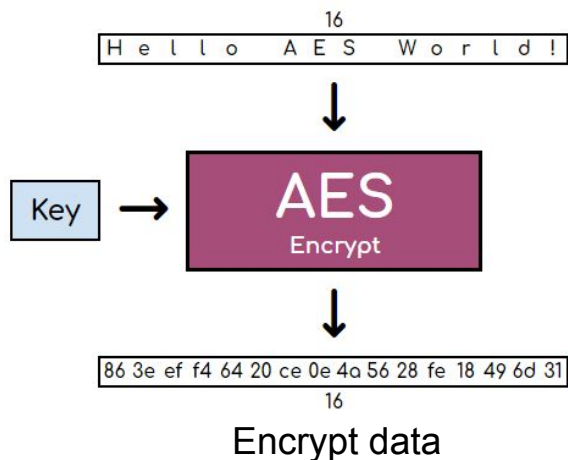 16
H e l l o A E S W o r l d !
Key
AES
Encrypt
86 3e ef f4 64 20 ce 0e 4a 56 28 fe 18 49 6d 31
16
Encrypt data